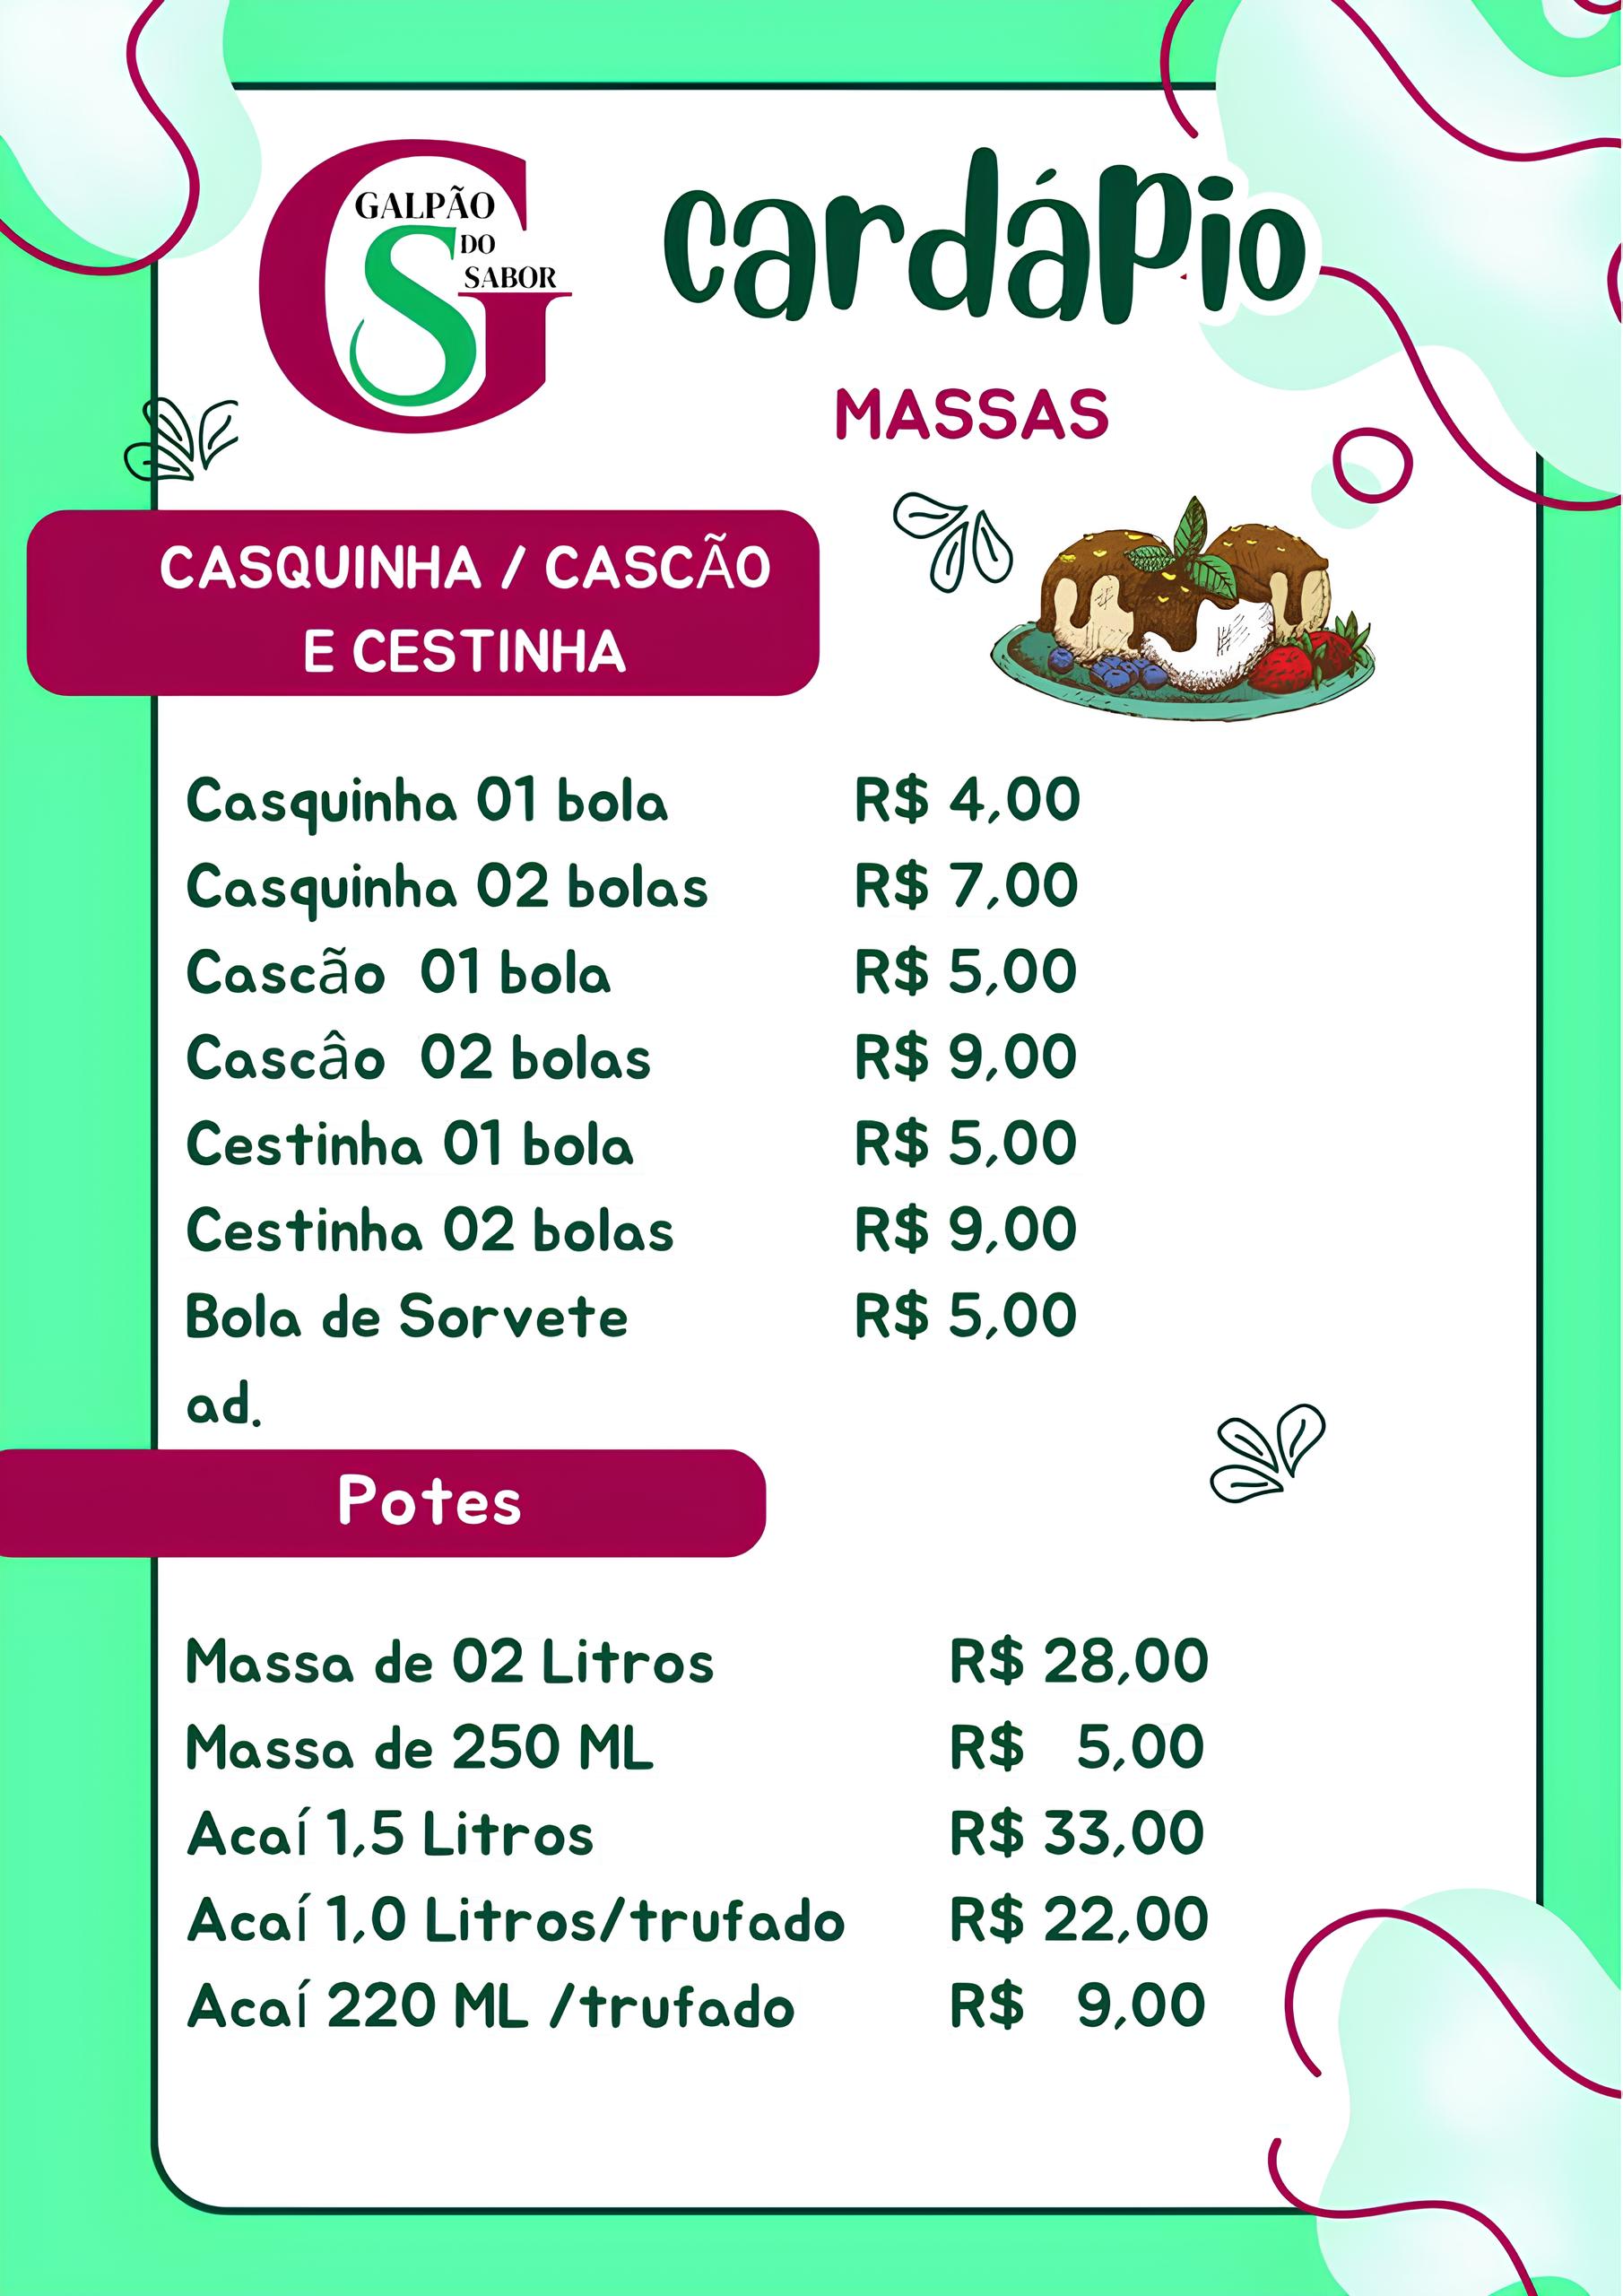 GALPÃO
DO
SABOR
cardápio
MASSAS
CASQUINHA / CASCÃO
E CESTINHA
Casquinha 01 bola R$ 4,00
Casquinha 02 bolas R$ 7,00
Cascão 01 bola R$ 5,00
Cascâo 02 bolas R$ 9,00
Cestinha 01 bola R$ 5,00
Cestinha 02 bolas R$ 9,00
Bola de Sorvete R$ 5,00
ad.
Potes
Massa de 02 Litros R$ 28,00
Massa de 250 ML R$ 5,00
Acaí 1,5 Litros R$ 33,00
Acaí 1,0 Litros/trufado R$ 22,00
Acaí 220 ML /trufado R$ 9,00